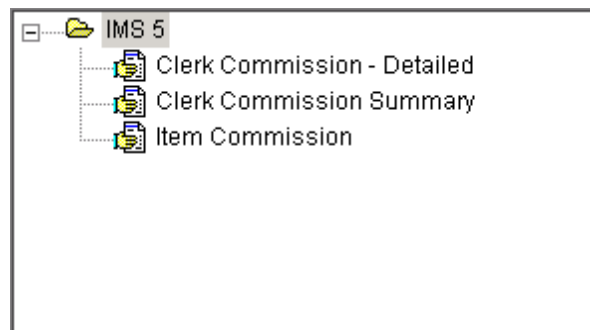 IMS 5
Clerk Commission - Detailed
Clerk Commission Summary
Item Commission